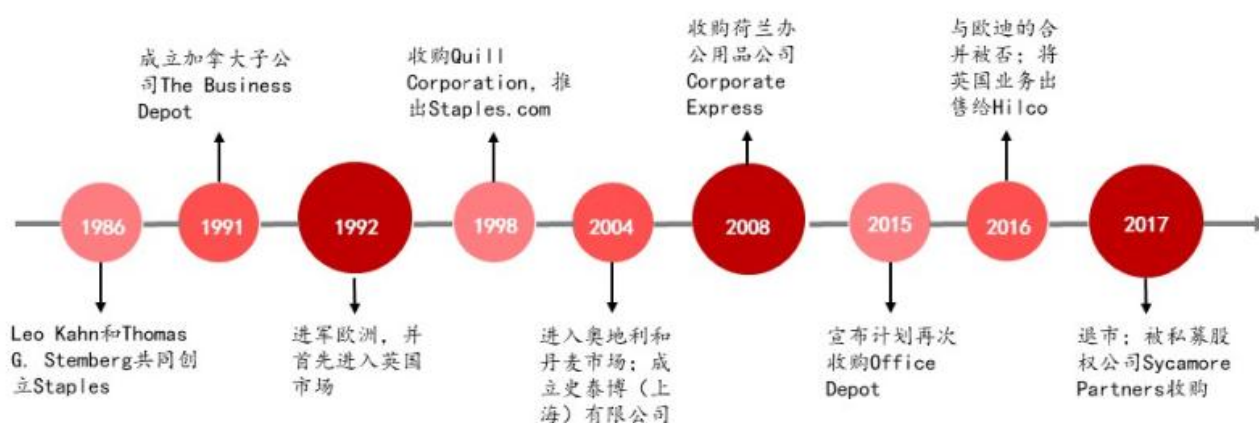 成立加拿大子公
司The Business
Depot
收购Quill
Corporation，推
出Staples.com
收购荷兰办
公用品公司
Corporate
Express
与欧迪的合
并被否；将
英国业务出
售给Hilco
1986
1991
1992
1998
2004
2008
2015
2016
2017
Leo Kahn和Thomas
G. Stemberg共同创
立Staples
进军欧洲，并
首先进入英国
市场
进入奥地利和
丹麦市场；成
立史泰博（上
海）有限公司
宣布计划再次
收购Office
Depot
退市；被私募股
权公司Sycamore
Partners收购